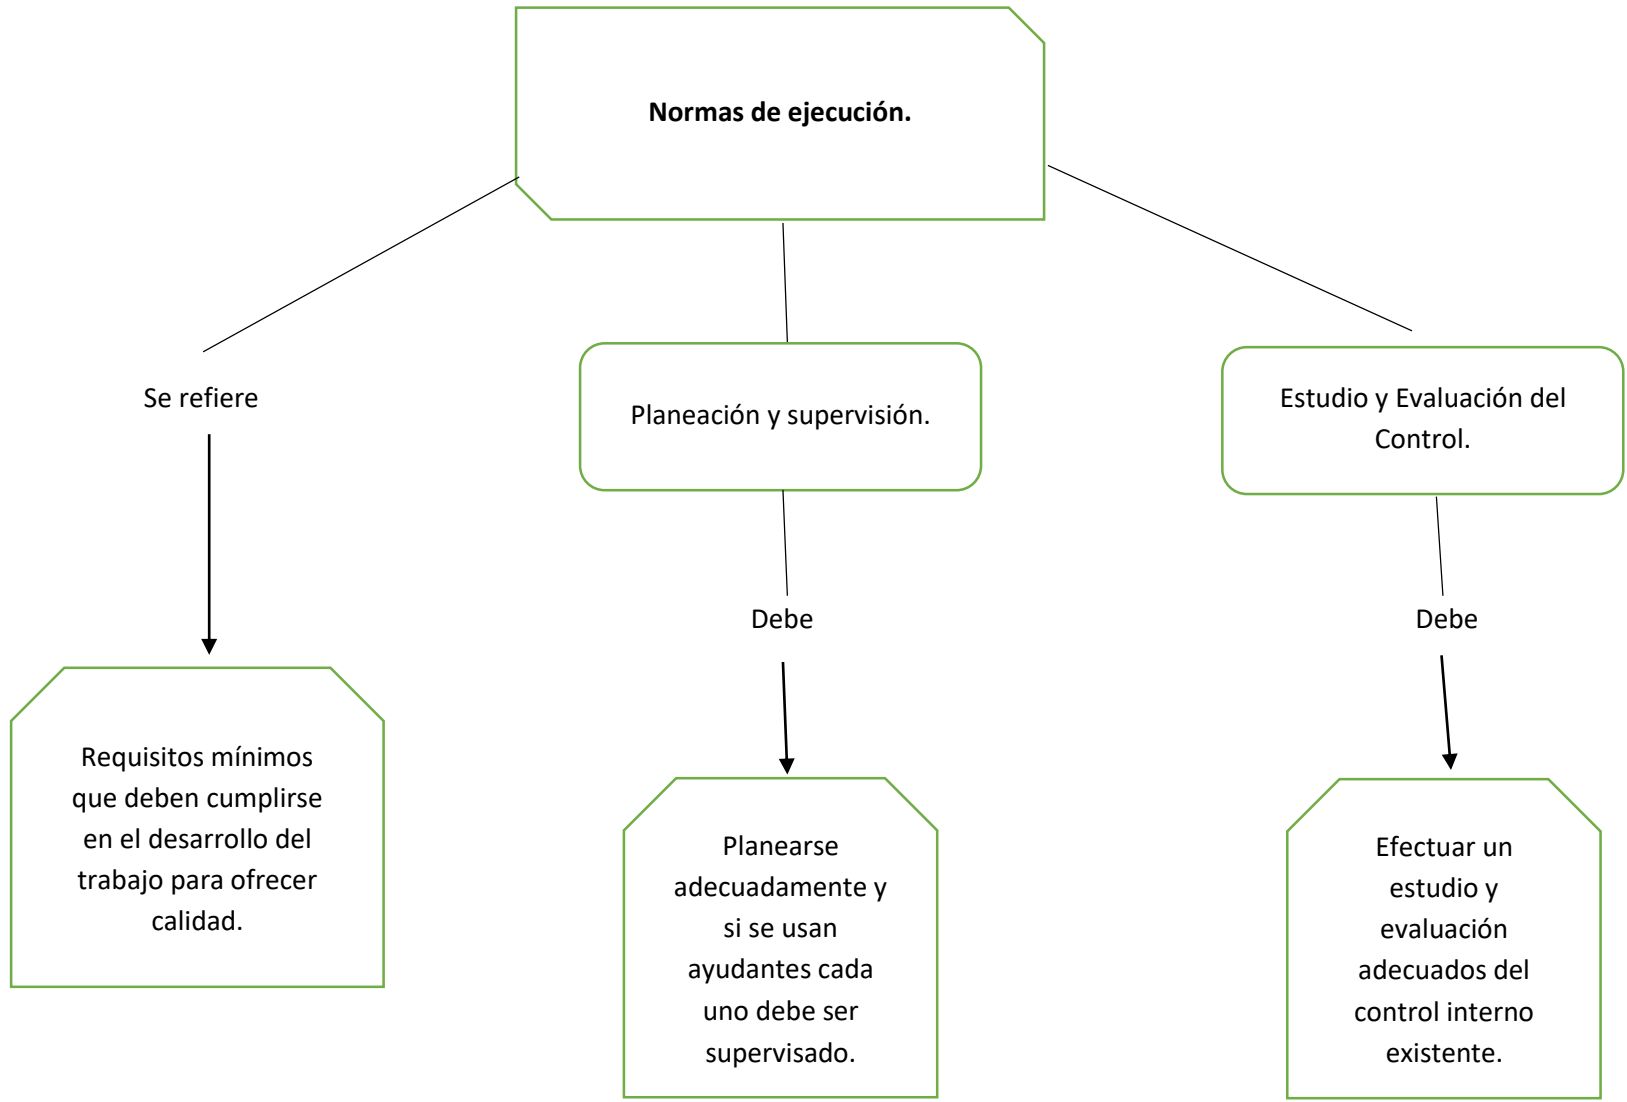 Normas de ejecución.
Se refiere
Planeación y supervisión.
Estudio y Evaluación del
Control.
Debe
Debe
Requisitos mínimos
que deben cumplirse
en el desarrollo del
trabajo para ofrecer
calidad.
Planearse
adecuadamente y
si se usan
ayudantes cada
uno debe ser
supervisado.
Efectuar un
estudio y
evaluación
adecuados del
control interno
existente.